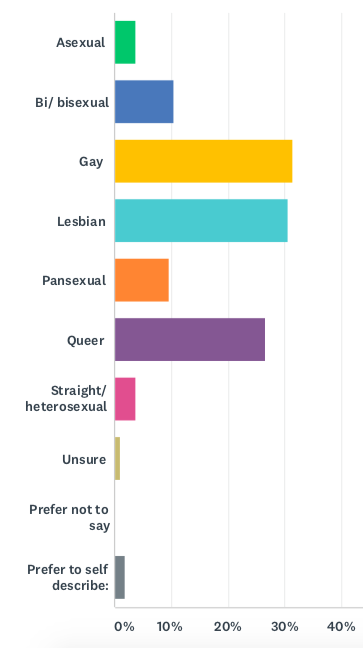 Asexual
Bi/ bisexual
Gay
Lesbian
Pansexual
Queer
Straight/
heterosexual
Unsure
Prefer not to
say
Prefer to self
describe:
0% 10% 20% 30% 40%